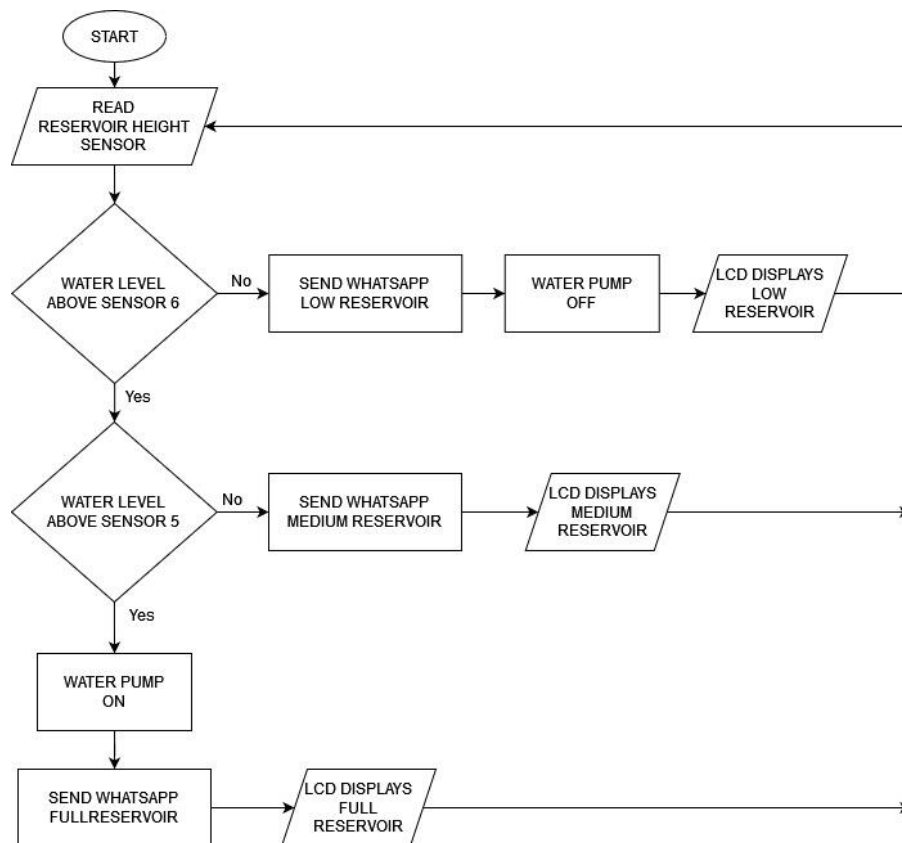 START
READ
RESERVOIR HEIGHT
SENSOR
WATER LEVEL
ABOVE SENSOR 6
No
SEND WHATSAPP
LOW RESERVOIR
WATER PUMP
OFF
LCD DISPLAYS
LOW
RESERVOIR
Yes
WATER LEVEL
ABOVE SENSOR 5
No
SEND WHATSAPP
MEDIUM RESERVOIR
LCD DISPLAYS
MEDIUM
RESERVOIR
Yes
WATER PUMP
ON
SEND WHATSAPP
FULLRESERVOIR
LCD DISPLAYS
FULL
RESERVOIR